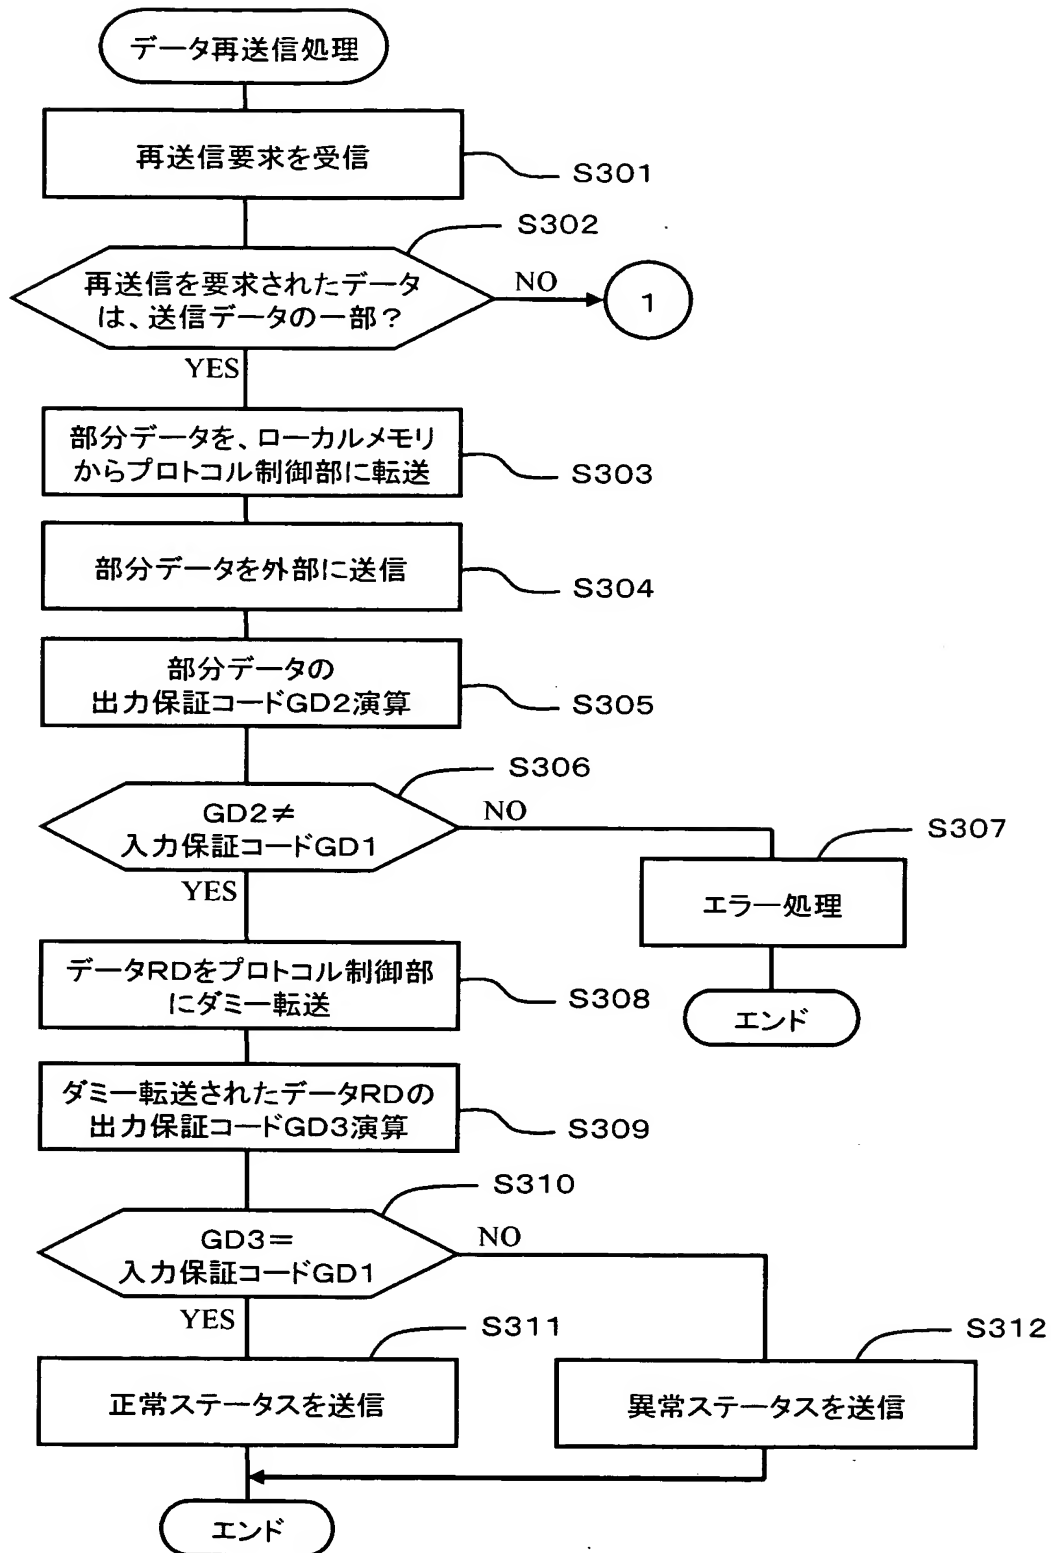 データ再送信処理
再送信要求を受信
S301
S302
再送信を要求されたデータ
は、送信データの一部？
NO
1
YES
部分データを、ローカルメモリ
からプロトコル制御部に転送
S303
部分データを外部に送信
S304
部分データの
出力保証コードGD2演算
S305
S306
GD2≠
入力保証コードGD1
NO
S307
YES
エラー処理
データRDをプロトコル制御部
にダミー転送
S308
エンド
ダミー転送されたデータRDの
出力保証コードGD3演算
S309
S310
GD3＝
入力保証コードGD1
NO
YES
S311
S312
正常ステータスを送信
異常ステータスを送信
エンド